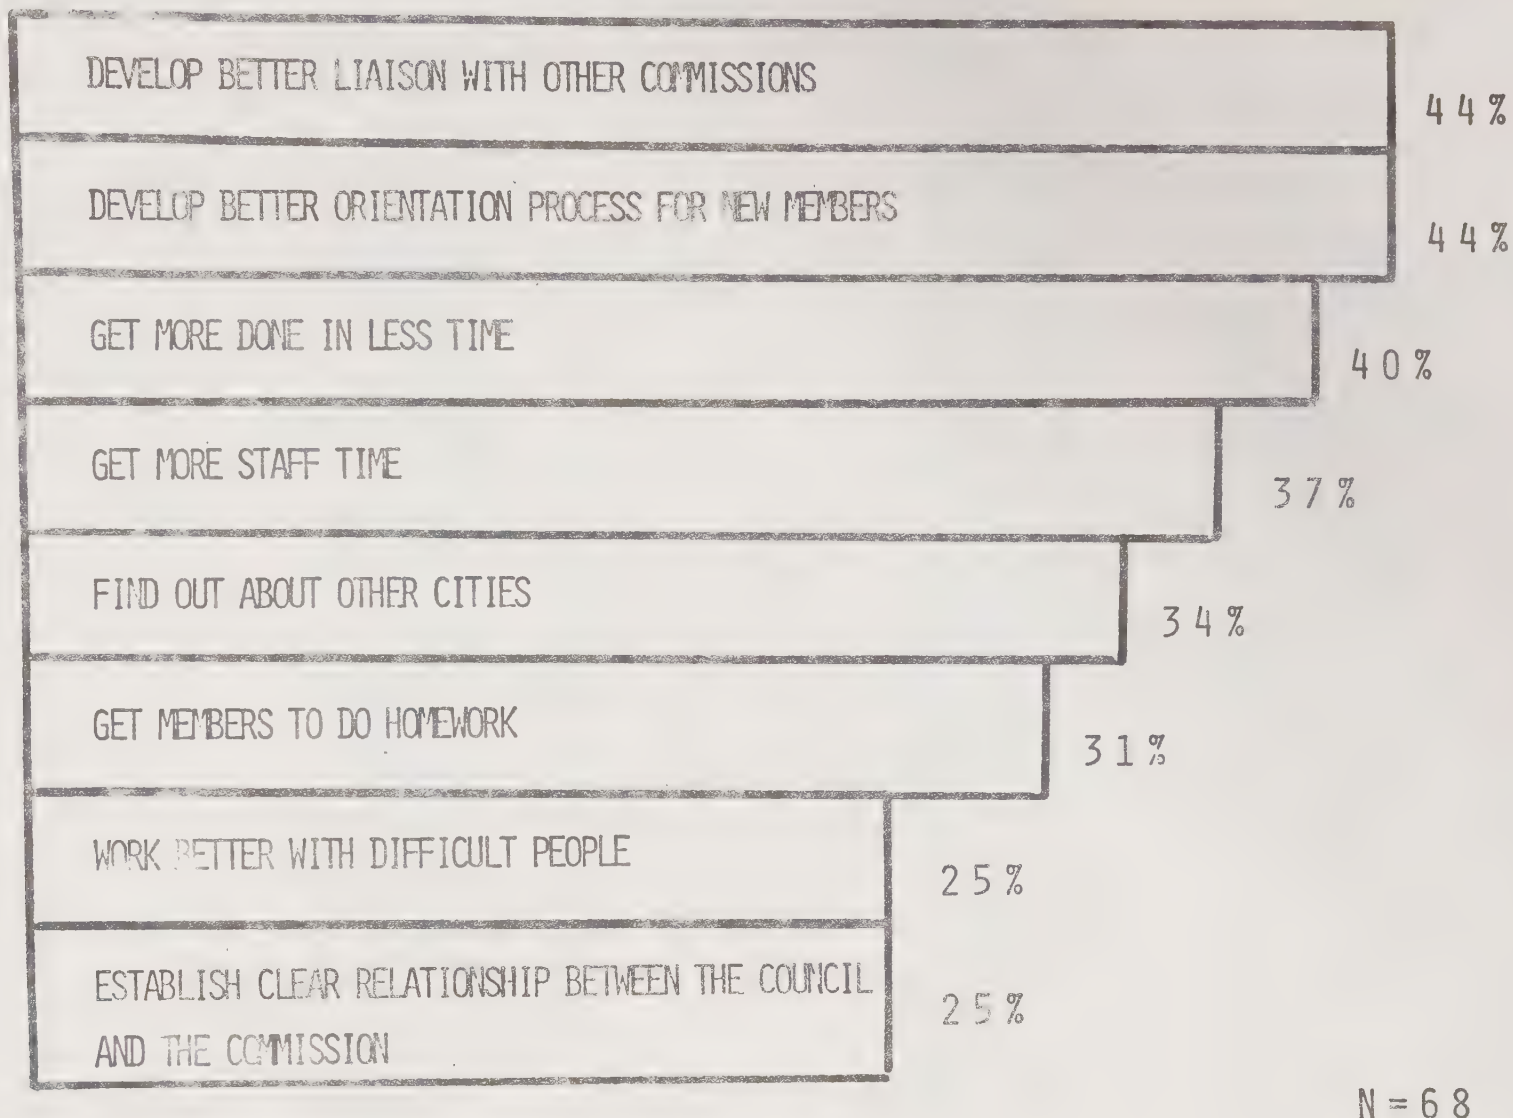 DEVELOP BETTER LIAISON WITH OTHER COMMISSIONS
44%
DEVELOP BETTER ORIENTATION PROCESS FOR NEW MEMBERS
44%
GET MORE DONE IN LESS TIME
40%
GET MORE STAFF TIME
37%
FIND OUT ABOUT OTHER CITIES
34%
GET MEMBERS TO DO HOMEWORK
31%
WORK BETTER WITH DIFFICULT PEOPLE
25%
ESTABLISH CLEAR RELATIONSHIP BETWEEN THE COUNCIL
AND THE COMMISSION
25%
N = 68